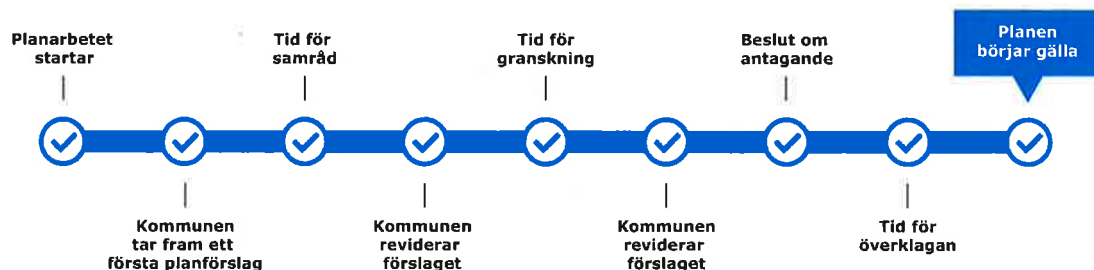 Planarbetet
startar
Kommunen
tar fram ett
första planförslag
Tid för
samråd
Kommunen
reviderar
förslaget
Tid för
granskning
Kommunen
reviderar
förslaget
Beslut om
antagande
Tid för
överklagan
Planen
börjar gälla